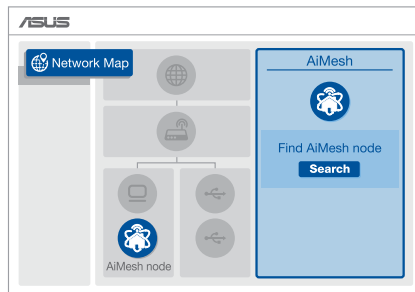 ASUS
Network Map
AiMesh
Find AiMesh node
Search
AiMesh node